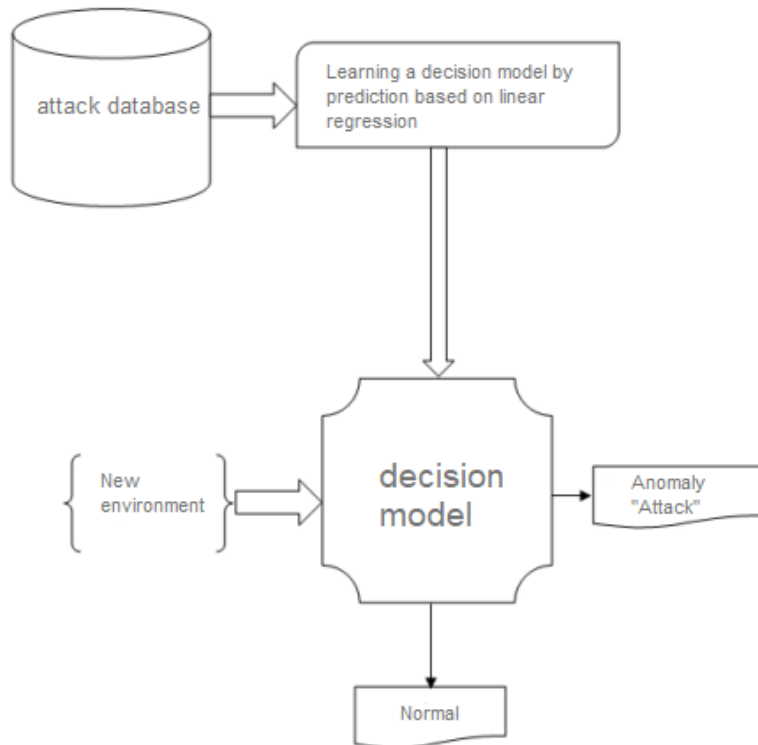 attack database
Learning a decision model by
prediction based on linear
regression
New
environment
decision
model
Anomaly
"Attack"
Normal